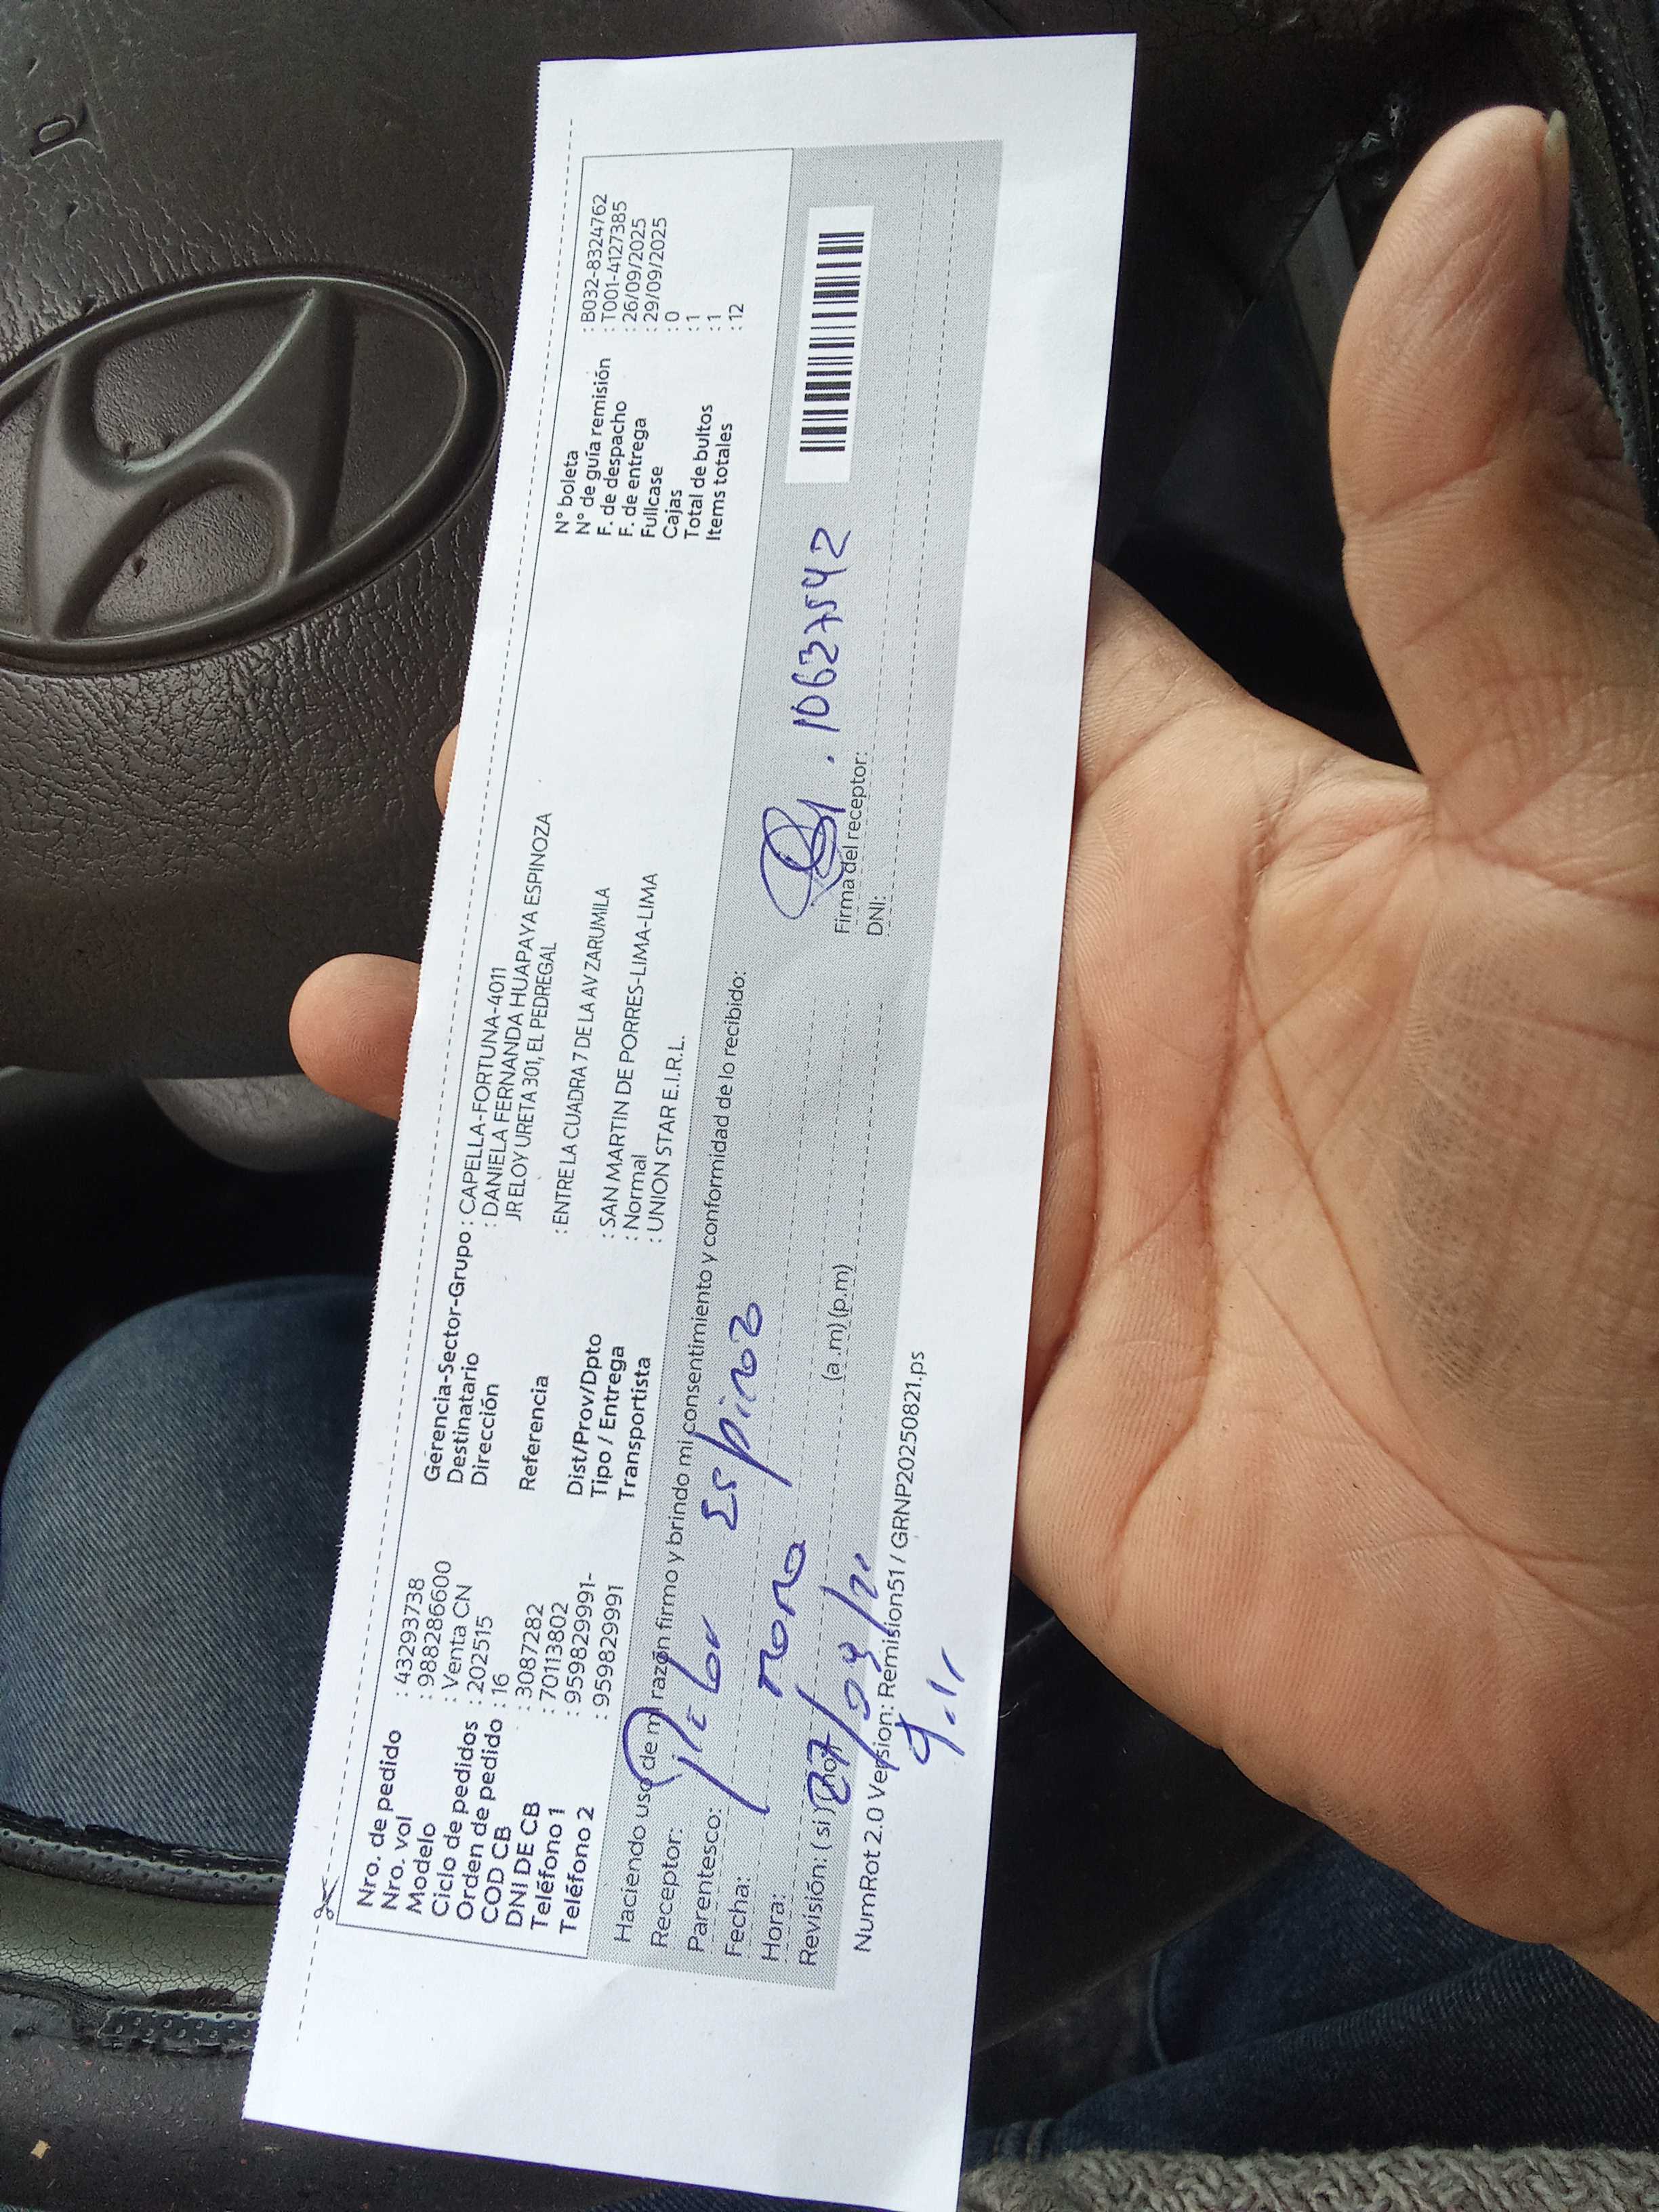 Nro. de pedido : 43293738
Nro. vol : 988286600
Modelo : Venta CN
Ciclo de pedidos : 202515
Orden de pedido : 16
COD CB : 3087282
DNI DE CB : 70113802
Teléfono 1 : 959829991-
Teléfono 2 : 959829991
Gerencia-Sector-Grupo : CAPELLA-FORTUNA-4011
Destinatario : DANIELA FERNANDA HUAPAYA ESPINOZA
Dirección JR ELOY URETA 301, EL PEDREGAL
Referencia : ENTRE LA CUADRA 7 DE LA AV ZARUMILA
Dist/Prov/Dpto : SAN MARTIN DE PORRES-LIMA-LIMA
Tipo / Entrega : Normal
Transportista : UNION STAR E.I.R.L.
N° boleta : B032-8324762
N° de guía remisión : T001-4127385
F. de despacho : 26/09/2025
F. de entrega : 29/09/2025
Fullcase : 0
Cajas : 1
Total de bultos : 1
Items totales : 12
Haciendo uso de mi razón firmo y brindo mi consentimiento y conformidad de lo recibido:
Receptor:
Parentesco: Espinoz
Fecha:
Hora: (a.m) (p.m)
Revisión: ( si ) ( no )
10637542
Firma del receptor:
DNI:
NumRot 2.0 Version: Remision51 / GRNP20250821.ps